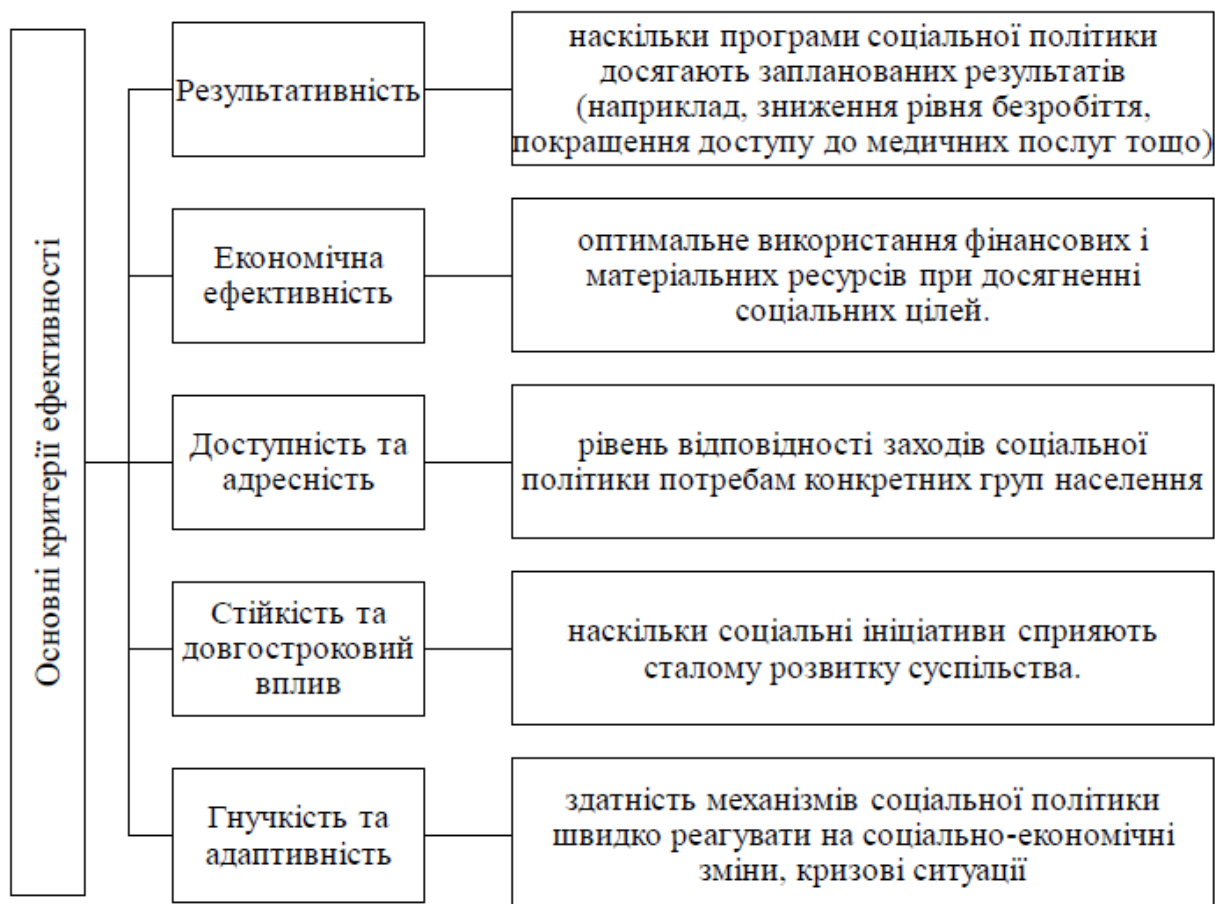 Основні критерії ефективності
Результативність
наскільки програми соціальної політики
досягають запланованих результатів
(наприклад, зниження рівня безробіття,
покращення доступу до медичних послуг тощо)
Економічна
ефективність
оптимальне використання фінансових і
матеріальних ресурсів при досягненні
соціальних цілей.
Доступність та
адресність
рівень відповідності заходів соціальної
політики потребам конкретних груп населення
Стійкість та
довгостроковий
вплив
наскільки соціальні ініціативи сприяють
сталому розвитку суспільства.
Гнучкість та
адаптивність
здатність механізмів соціальної політики
швидко реагувати на соціально-економічні
зміни, кризові ситуації